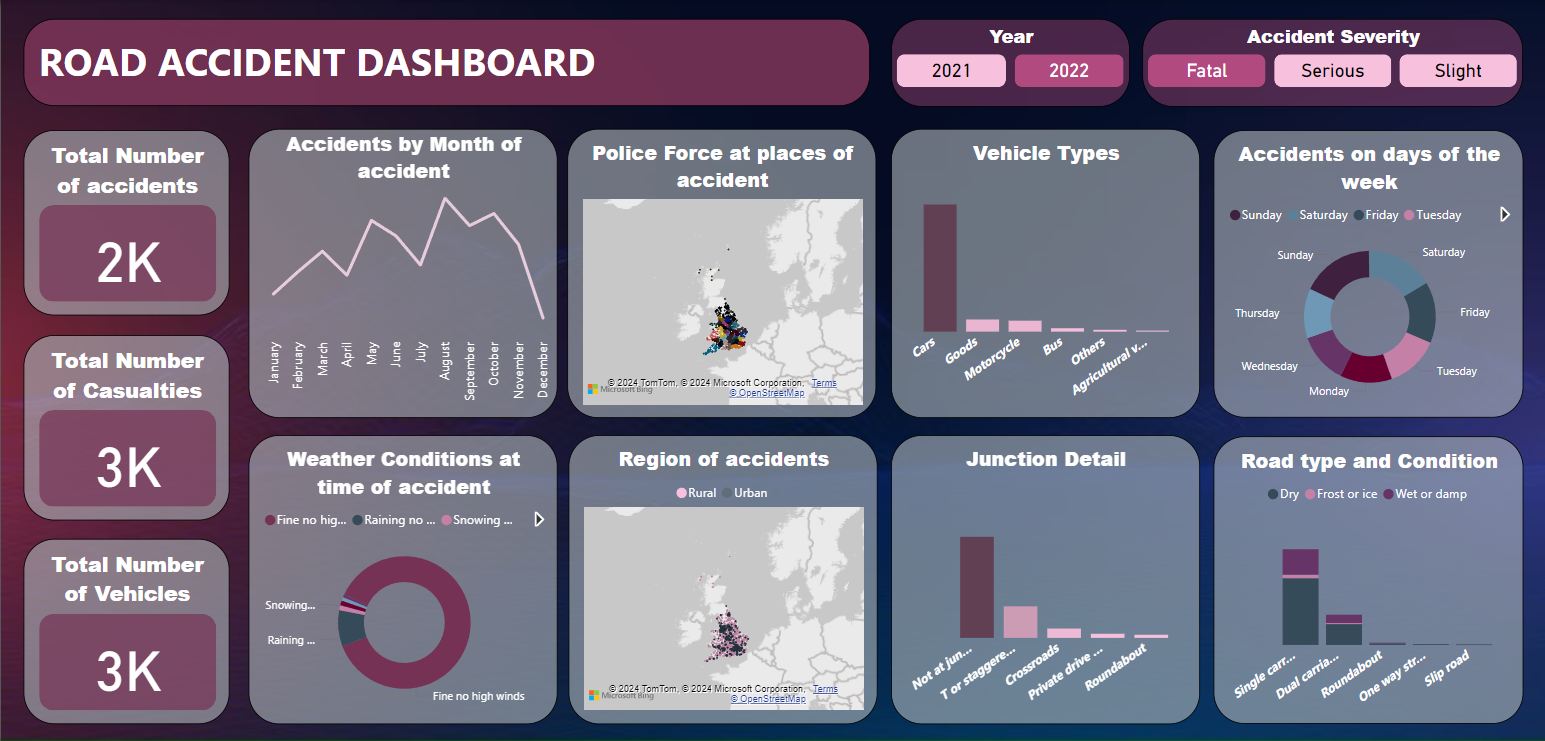 ROAD ACCIDENT DASHBOARD
Year
2021
2022
Accident Severity
Fatal
Serious
Slight
Total Number
of accidents
2K
Total Number
of Casualties
3K
Total Number
of Vehicles
3K
Accidents by Month of
accident
January
February
March
April
May
June
July
August
September
October
November
December
Police Force at places of
accident
© 2024 TomTom, © 2024 Microsoft Corporation, Terms
Microsoft Bing
© OpenStreetMap
Vehicle Types
Cars
Goods
Motorcycle
Bus
Others
Agricultural v...
Accidents on days of the
week
Sunday Saturday Friday Tuesday
Sunday
Saturday
Thursday
Friday
Wednesday
Tuesday
Monday
Weather Conditions at
time of accident
Fine no hig... Raining no ... Snowing ...
Snowing...
Raining ...
Fine no high winds
Region of accidents
Rural Urban
© 2024 TomTom, © 2024 Microsoft Corporation, Terms
Microsoft Bing
© OpenStreetMap
Junction Detail
Not at jun...
T or staggere...
Crossroads
Private drive ...
Roundabout
Road type and Condition
Dry Frost or ice Wet or damp
Single carr...
Dual carria...
Roundabout
One way str...
Slip road